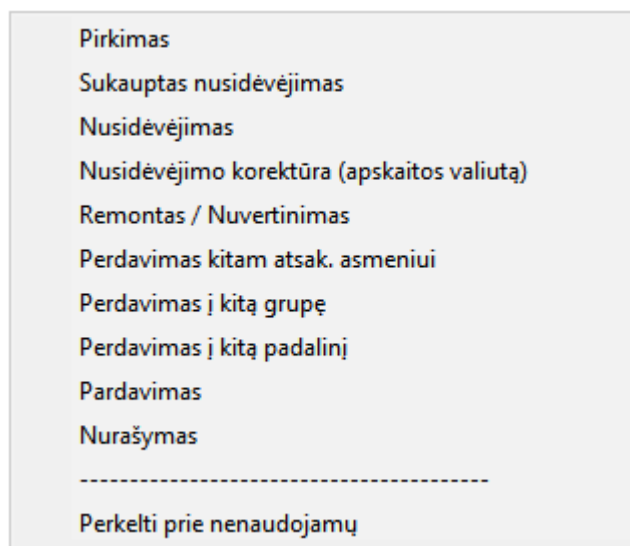 Pirkimas
Sukauptas nusidėvėjimas
Nusidėvėjimas
Nusidėvėjimo korektūra (apskaitos valiutą)
Remontas / Nuvertinimas
Perdavimas kitam atsak. asmeniui
Perdavimas į kitą grupę
Perdavimas į kitą padalinį
Pardavimas
Nurašymas
-----------------------------------------
Perkelti prie nenaudojamų